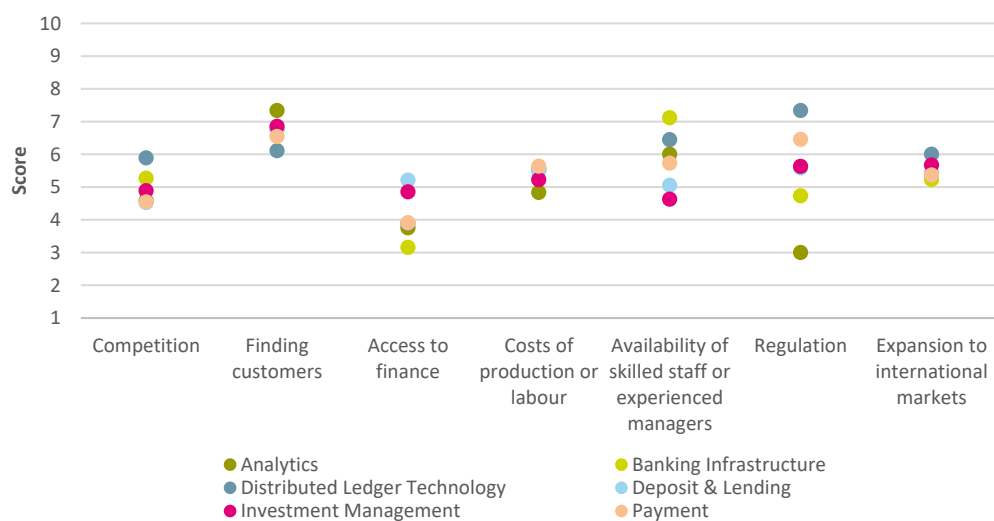 10
9
8
7
6
5
4
3
2
1
Score
Competition
Finding
customers
Access to
finance
Costs of
production or
labour
Availability of
skilled staff or
experienced
managers
Regulation
Expansion to
international
markets
Analytics
Banking Infrastructure
Distributed Ledger Technology
Deposit & Lending
Investment Management
Payment